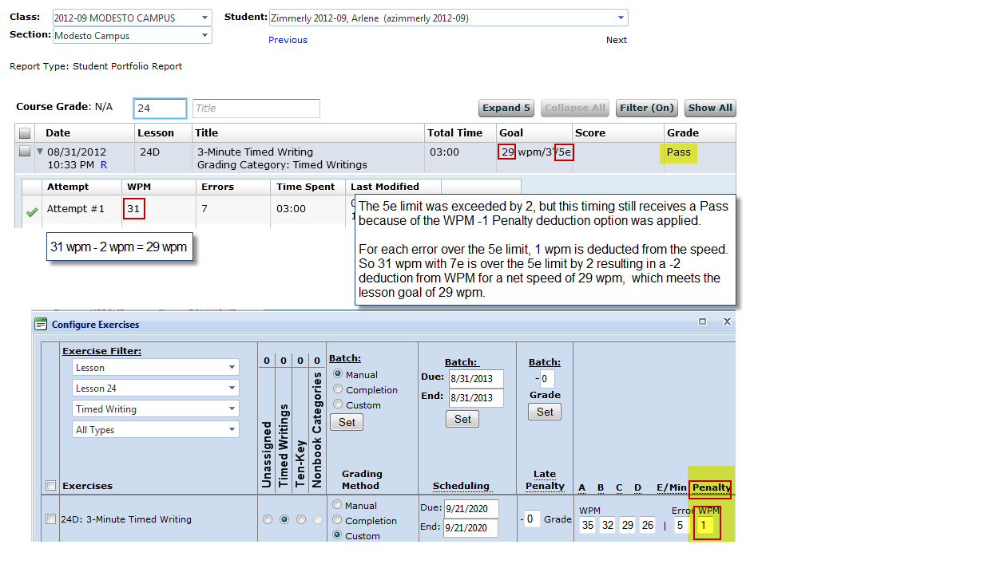 Class: 2012-09 MODESTO CAMPUS Student: Zimmerly 2012-09, Arlene (azimmerly 2012-09)
Section: Modesto Campus Previous Next
Report Type: Student Portfolio Report
Course Grade: N/A 24 Title Expand 5 Collapse All Filter (On) Show All
Date Lesson Title Total Time Goal Score Grade
08/31/2012 24D 3-Minute Timed Writing 03:00 29 wpm/3'/5e Pass
10:33 PM R Grading Category: Timed Writings
Attempt WPM Errors Time Spent Last Modified
Attempt #1 31 7 03:00
31 wpm - 2 wpm = 29 wpm
The 5e limit was exceeded by 2, but this timing still receives a Pass
because of the WPM -1 Penalty deduction option was applied.
For each error over the 5e limit, 1 wpm is deducted from the speed.
So 31 wpm with 7e is over the 5e limit by 2 resulting in a -2
deduction from WPM for a net speed of 29 wpm, which meets the
lesson goal of 29 wpm.
Configure Exercises X
Exercise Filter:
Lesson
Lesson 24
Timed Writing
All Types
Exercises
0 0 0 0
Unassigned
Timed Writings
Ten-Key
Nonbook Categories
Batch:
Manual
Completion
Custom
Set
Grading
Method
Batch:
Due: 8/31/2013
End: 8/31/2013
Set
Scheduling
Batch:
-0
Grade
Set
Late
Penalty
A B C D E/Min Penalty
24D: 3-Minute Timed Writing
Manual
Completion
Custom
Due: 9/21/2020
End: 9/21/2020
-0 Grade
WPM Error WPM
35 32 29 26 | 5 1